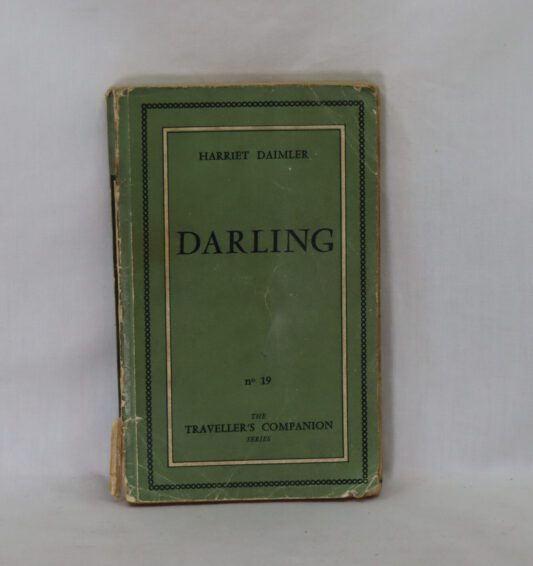 HARRIET DAIMLER
DARLING
nº 19
THE
TRAVELLER'S COMPANION
SERIES